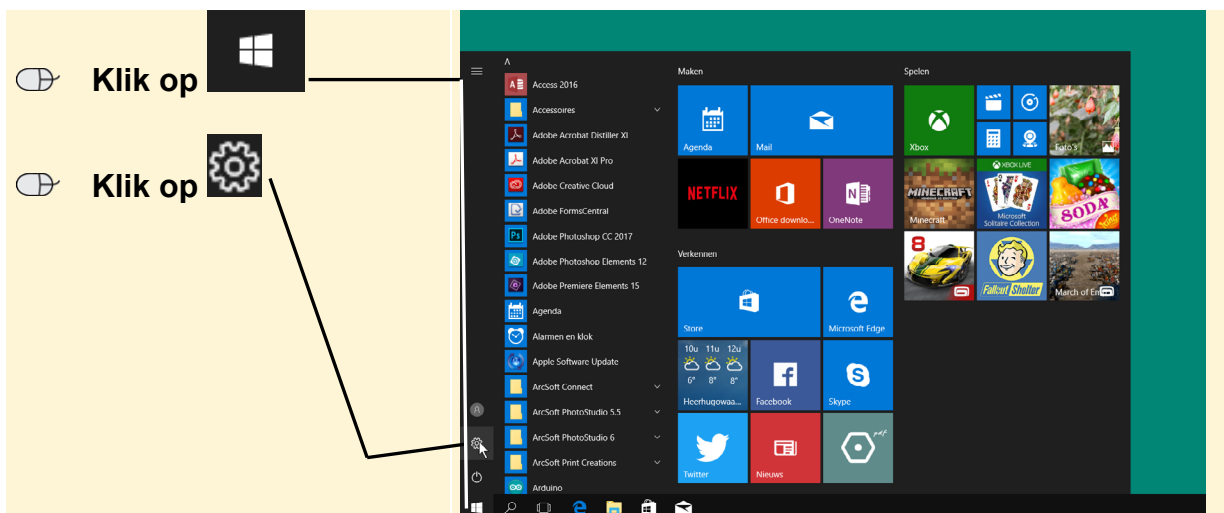 Klik op
Klik op
Access 2016
Accessoires
Adobe Acrobat Distiller XI
Adobe Acrobat XI Pro
Adobe Creative Cloud
Adobe FormsCentral
Adobe Photoshop CC 2017
Adobe Photoshop Elements 12
Adobe Premiere Elements 15
Agenda
Alarmen en klok
Apple Software Update
ArcSoft Connect
ArcSoft PhotoStudio 5.5
ArcSoft PhotoStudio 6
ArcSoft Print Creations
Arduino
Maken
Agenda
Mail
NETFLIX
Office downlo...
OneNote
Verkennen
Store
Microsoft Edge
10u 11u 12u
6° 8° 8°
Heerhugowaa...
Facebook
Skype
Twitter
Nieuws
pdf
Spelen
Xbox
Foto's
MINECRAFT
Minecraft
XBOX LIVE
Microsoft
Solitaire Collection
SODA
8
Fallout Shelter
March of Em